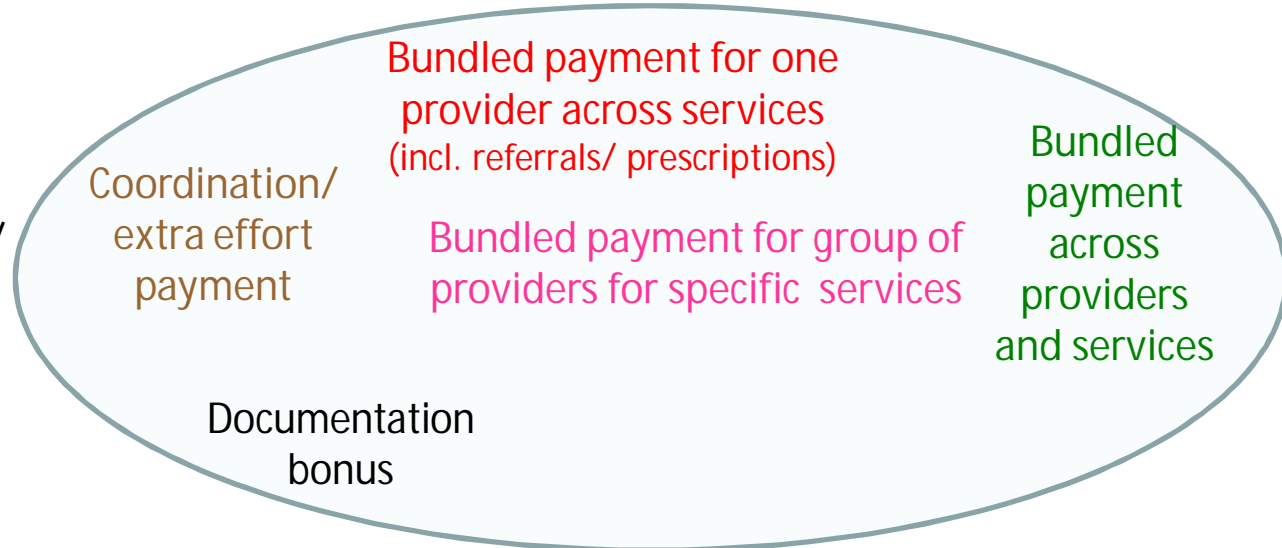 Bundled payment for one
provider across services
(incl. referrals/ prescriptions)
Coordination/
extra effort
payment
/
Bundled payment for group of
providers for specific services
Bundled
payment
across
providers
and services
Documentation
bonus